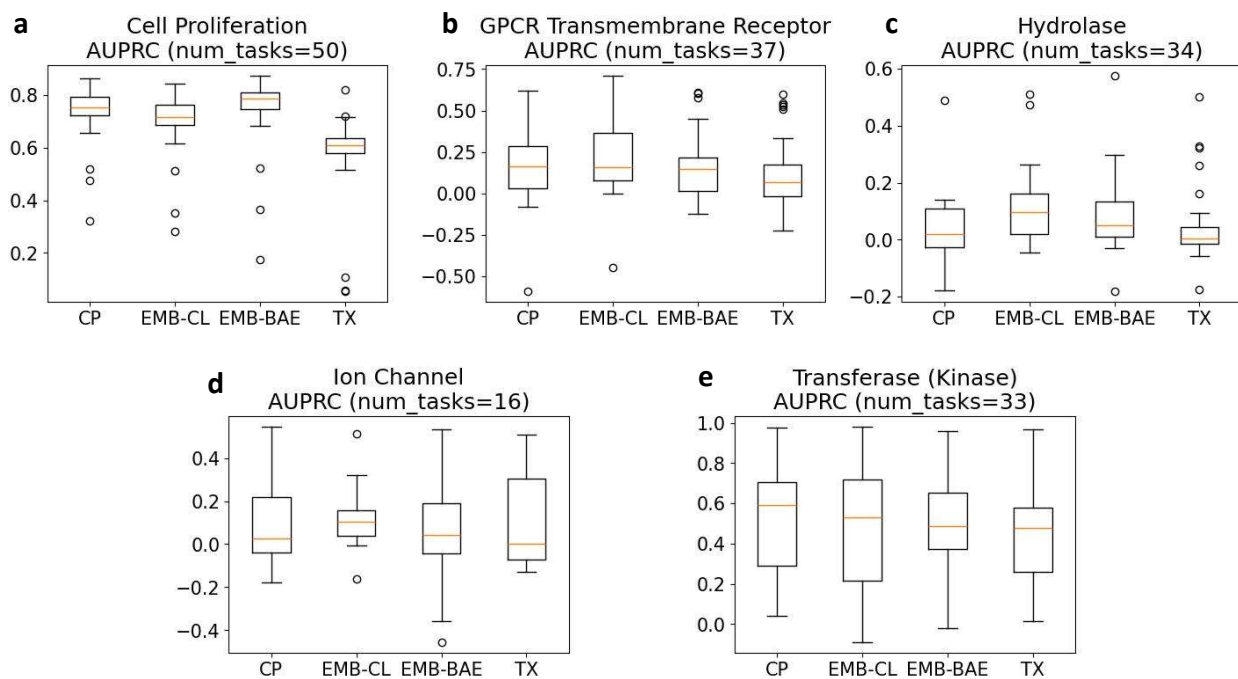 a
Cell Proliferation
AUPRC (num_tasks=50)
0.8
0.6
0.4
0.2
CP EMB-CL EMB-BAE TX
b
GPCR Transmembrane Receptor
AUPRC (num_tasks=37)
0.75
0.50
0.25
0.00
−0.25
−0.50
CP EMB-CL EMB-BAE TX
c
Hydrolase
AUPRC (num_tasks=34)
0.6
0.4
0.2
0.0
−0.2
CP EMB-CL EMB-BAE TX
d
Ion Channel
AUPRC (num_tasks=16)
0.4
0.2
0.0
−0.2
−0.4
CP EMB-CL EMB-BAE TX
e
Transferase (Kinase)
AUPRC (num_tasks=33)
1.0
0.8
0.6
0.4
0.2
0.0
CP EMB-CL EMB-BAE TX